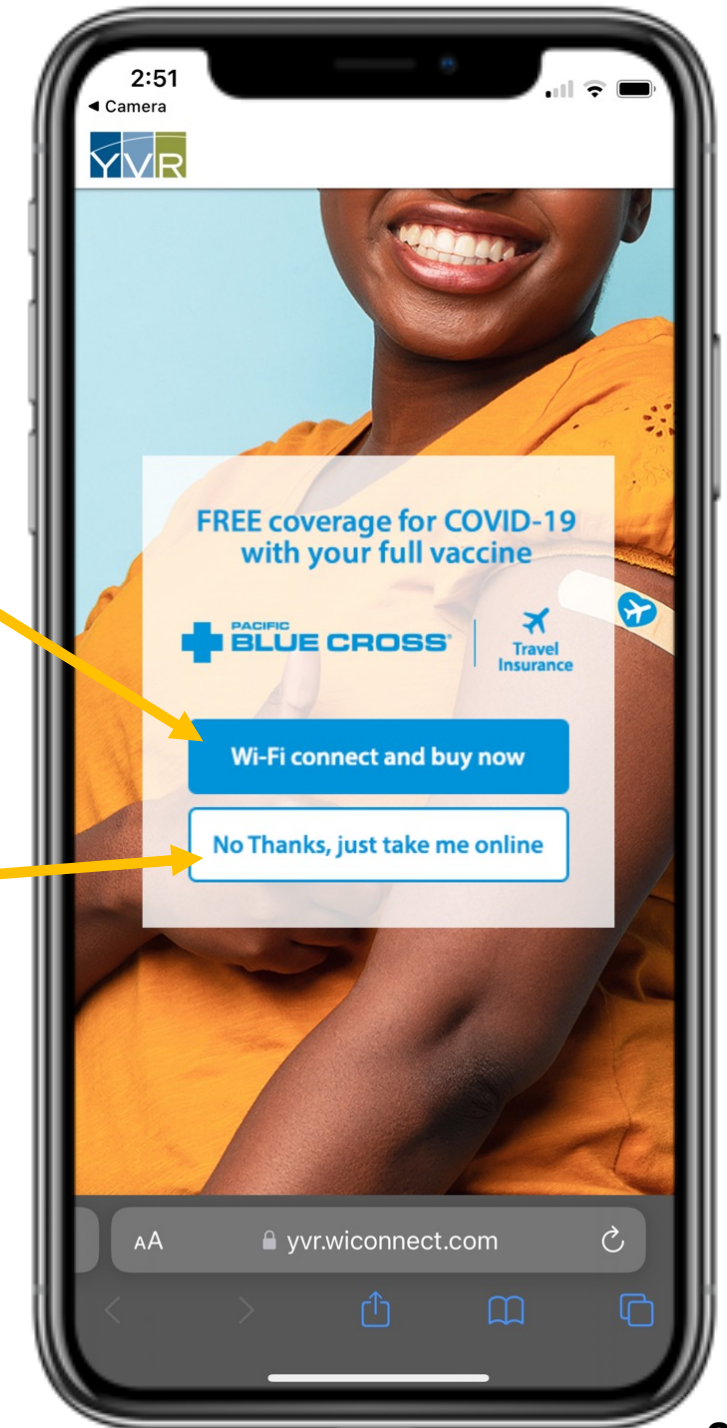 2:51
◄ Camera
YVR
FREE coverage for COVID-19
with your full vaccine
PACIFIC
BLUE CROSS®
Travel
Insurance
Wi-Fi connect and buy now
No Thanks, just take me online
AA
yvr.wiconnect.com